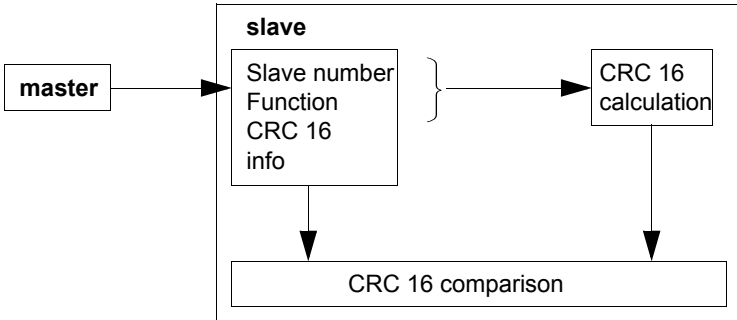 slave
master
Slave number
Function
CRC 16
info
CRC 16
calculation
CRC 16 comparison